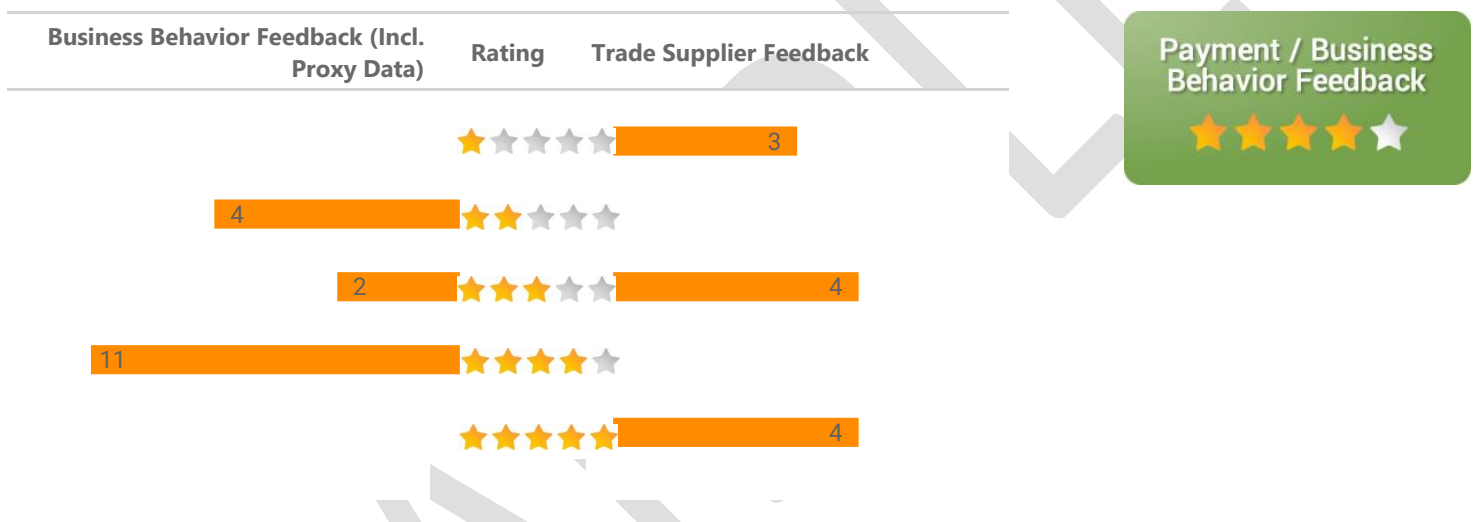 Business Behavior Feedback (Incl.
Proxy Data)
Rating
Trade Supplier Feedback
Payment / Business
Behavior Feedback
3
4
2
4
11
4